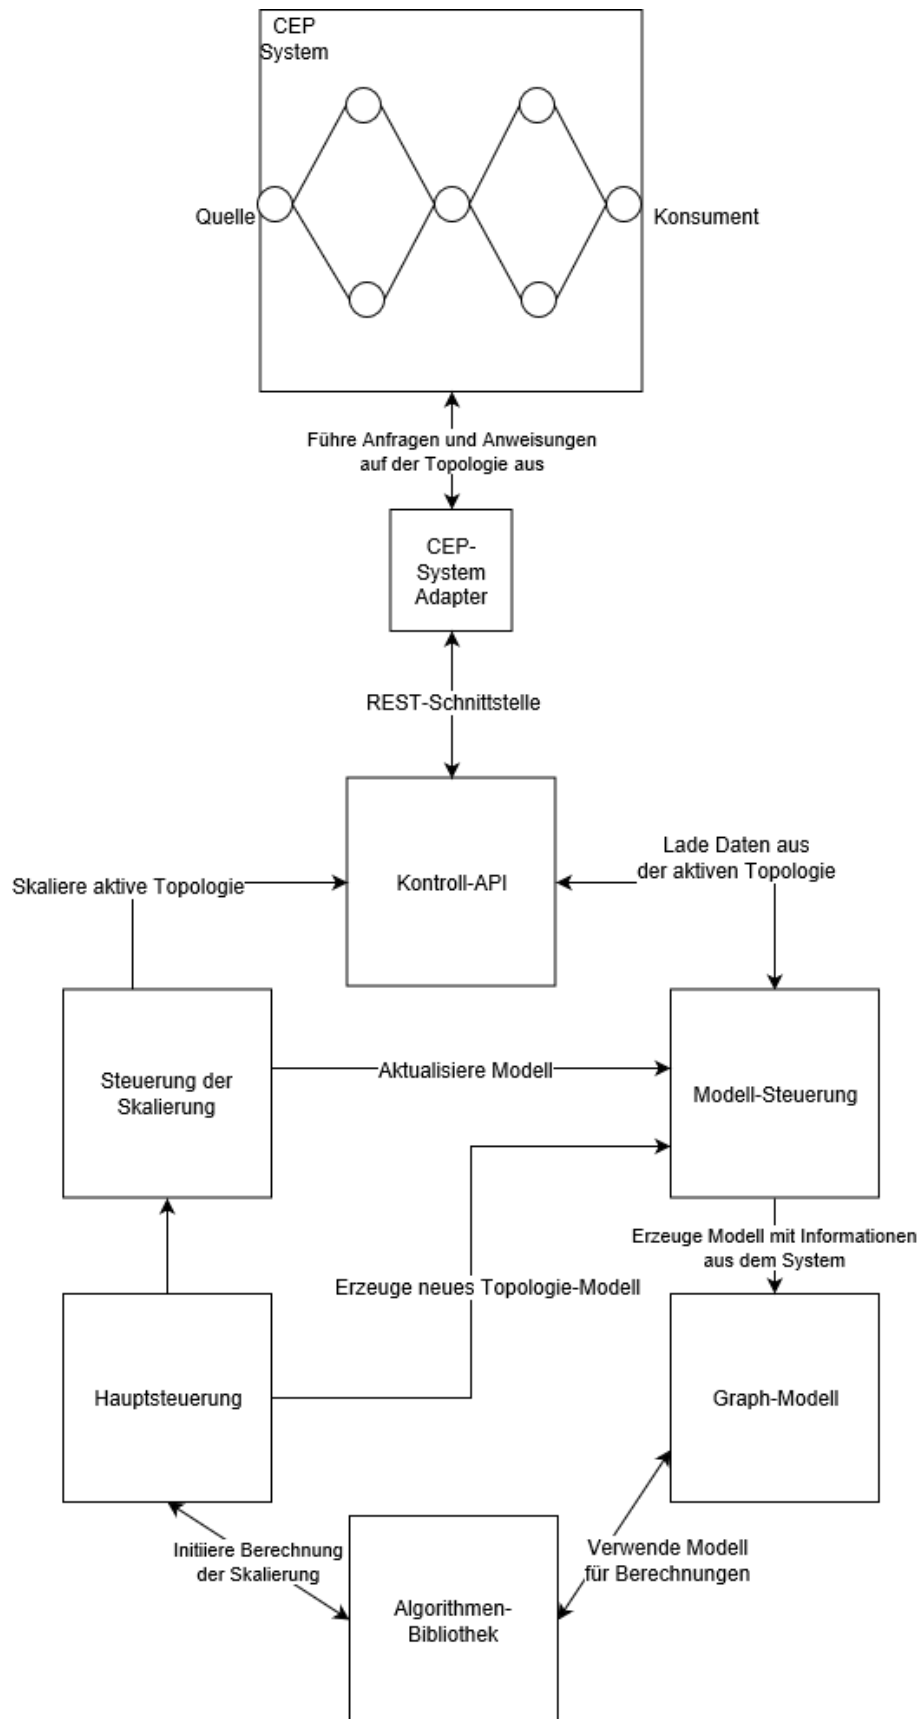 CEP
System
Quelle
Konsument
Führe Anfragen und Anweisungen
auf der Topologie aus
CEP-
System
Adapter
REST-Schnittstelle
Lade Daten aus
der aktiven Topologie
Skaliere aktive Topologie
Kontroll-API
Steuerung der
Skalierung
Aktualisiere Modell
Modell-Steuerung
Erzeuge Modell mit Informationen
aus dem System
Erzeuge neues Topologie-Modell
Hauptsteuerung
Graph-Modell
Initiiere Berechnung
der Skalierung
Verwende Modell
für Berechnungen
Algorithmen-
Bibliothek